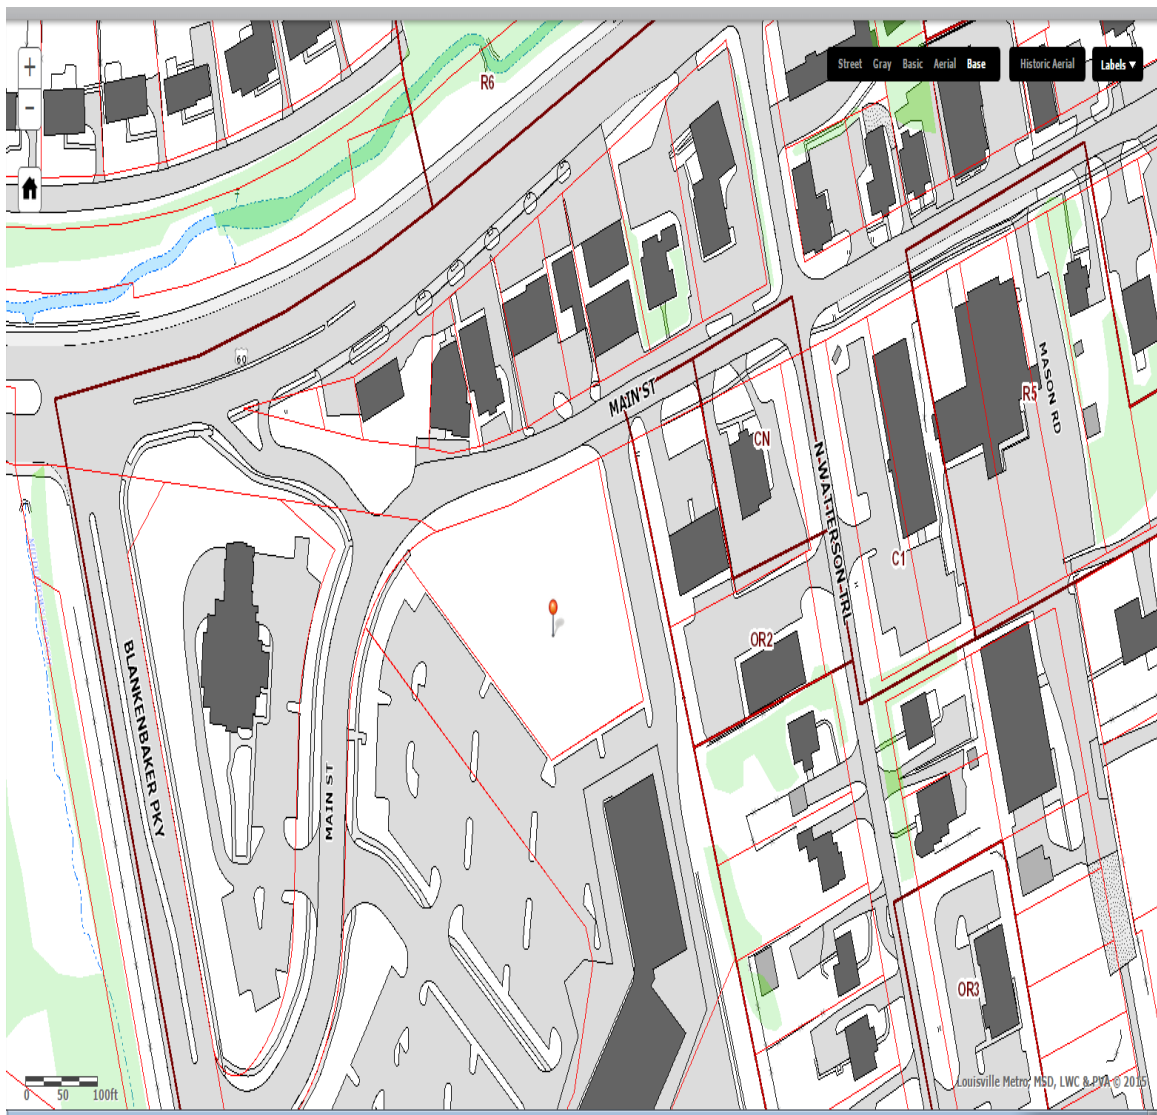 +
Street Gray Basic Aerial Base Historic Aerial Labels ▼
R6
−
60
MAIN ST
MASON RD
R5
CN
N WATTERSON TRL
C1
OR2
BLANKENBAKER PKY
MAIN ST
OR3
0 50 100ft
Louisville Metro, MSD, LWC & PVA © 2015